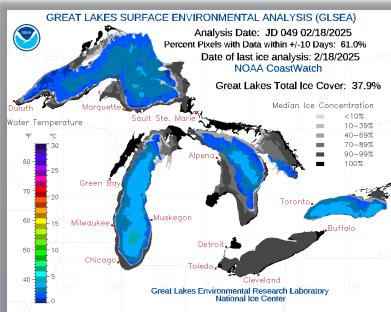 GREAT LAKES SURFACE ENVIRONMENTAL ANALYSIS (GLSEA)
NOAA
Analysis Date: JD 049 02/18/2025
Percent Pixels with Data within +/-10 Days: 61.0%
Date of last ice analysis: 2/18/2025
NOAA CoastWatch
Great Lakes Total Ice Cover: 37.9%
Median Ice Concentration
<10%
10-39%
40-69%
70-89%
90-99%
100%
Duluth
Marquette
Sault Ste. Marie
Water Temperature
°F
°C
30
25
20
15
10
5
0
80
70
60
50
Alpena
Green Bay
Milwaukee
Muskegon
Chicago
Toronto
Buffalo
Detroit
Toledo
Cleveland
Great Lakes Environmental Research Laboratory
National Ice Center